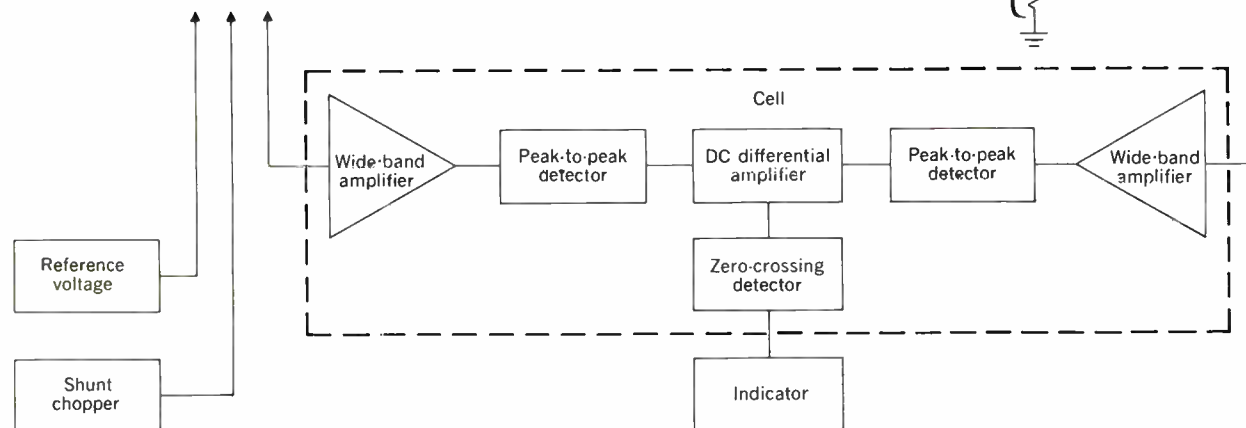 Cell
Wide-band
amplifier
Peak-to-peak
detector
DC differential
amplifier
Peak-to-peak
detector
Wide-band
amplifier
Reference
voltage
Zero-crossing
detector
Shunt
chopper
Indicator